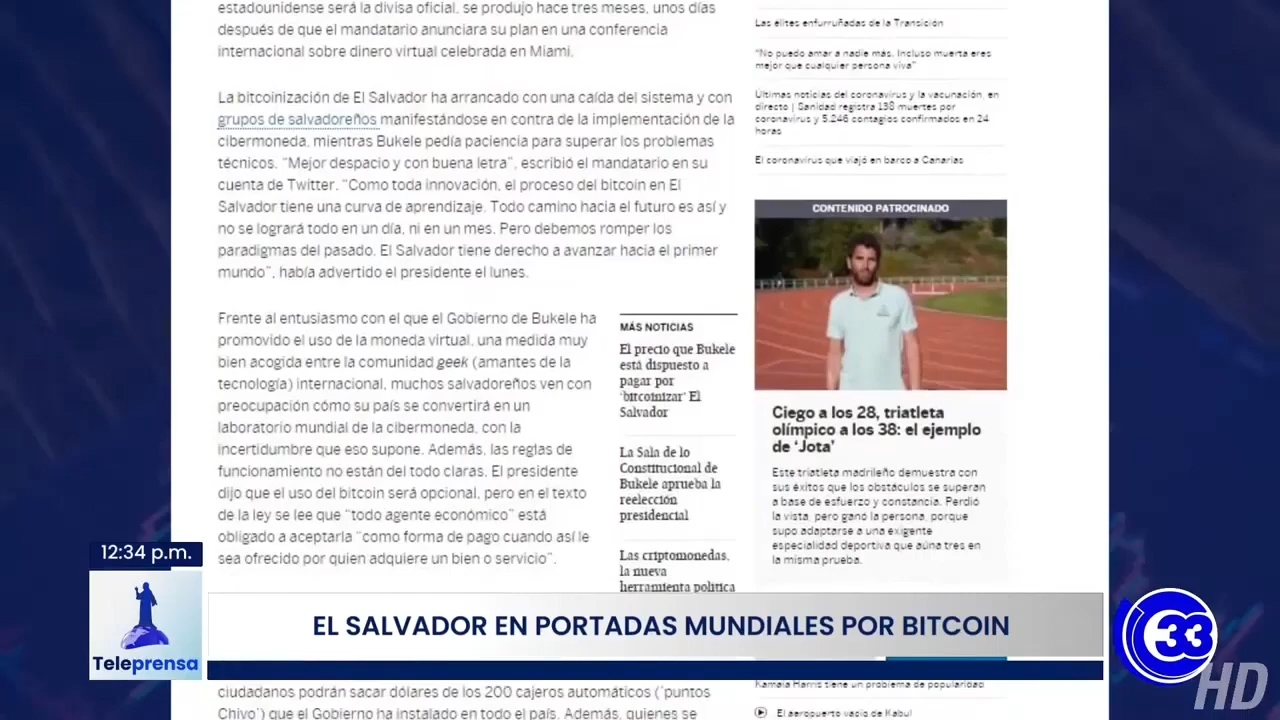 estadounidense será la divisa oficial, se produjo hace tres meses, unos días
después de que el mandatario anunciara su plan en una conferencia
internacional sobre dinero virtual celebrada en Miami.
La bitcoinización de El Salvador ha arrancado con una caída del sistema y con
grupos de salvadoreños manifestándose en contra de la implementación de la
cibermoneda, mientras Bukele pedía paciencia para superar los problemas
técnicos. “Mejor despacio y con buena letra”, escribió el mandatario en su
cuenta de Twitter. “Como toda innovación, el proceso del bitcoin en El
Salvador tiene una curva de aprendizaje. Todo camino hacia el futuro es así y
no se logrará todo en un día, ni en un mes. Pero debemos romper los
paradigmas del pasado. El Salvador tiene derecho a avanzar hacia el primer
mundo”, había advertido el presidente el lunes.
Frente al entusiasmo con el que el Gobierno de Bukele ha
promovido el uso de la moneda virtual, una medida muy
bien acogida entre la comunidad geek (amantes de la
tecnología) internacional, muchos salvadoreños ven con
preocupación cómo su país se convertirá en un
laboratorio mundial de la cibermoneda, con la
incertidumbre que eso supone. Además, las reglas de
funcionamiento no están del todo claras. El presidente
dijo que el uso del bitcoin será opcional, pero en el texto
de la ley se lee que “todo agente económico” está
obligado a aceptarla “como forma de pago cuando así le
sea ofrecido por quien adquiere un bien o servicio”.
MÁS NOTICIAS
El precio que Bukele
está dispuesto a
pagar por
‘bitcoinizar’ El
Salvador
La Sala de lo
Constitucional de
Bukele aprueba la
reelección
presidencial
Las criptomonedas,
la nueva
herramienta política
Las élites enfurruñadas de la Transición
“No puedo amar a nadie más. Incluso muerta eres
mejor que cualquier persona viva”
Últimas noticias del coronavirus y la vacunación, en
directo | Sanidad registra 138 muertes por
coronavirus y 5.246 contagios confirmados en 24
horas
El coronavirus que viajó en barco a Canarias
CONTENIDO PATROCINADO
Ciego a los 28, triatleta
olímpico a los 38: el ejemplo
de ‘Jota’
Este triatleta madrileño demuestra con
sus éxitos que los obstáculos se superan
a base de esfuerzo y constancia. Perdió
la vista, pero ganó la persona, porque
supo adaptarse a una exigente
especialidad deportiva que aúna tres en
la misma prueba.
12:34 p.m.
Teleprensa
EL SALVADOR EN PORTADAS MUNDIALES POR BITCOIN
33
HD
ciudadanos podrán sacar dólares de los 200 cajeros automáticos (‘puntos
Chivo’) que el Gobierno ha instalado en todo el país. Además, quienes se
Kamala Harris tiene un problema de popularidad
El aeropuerto vacío de Kabul